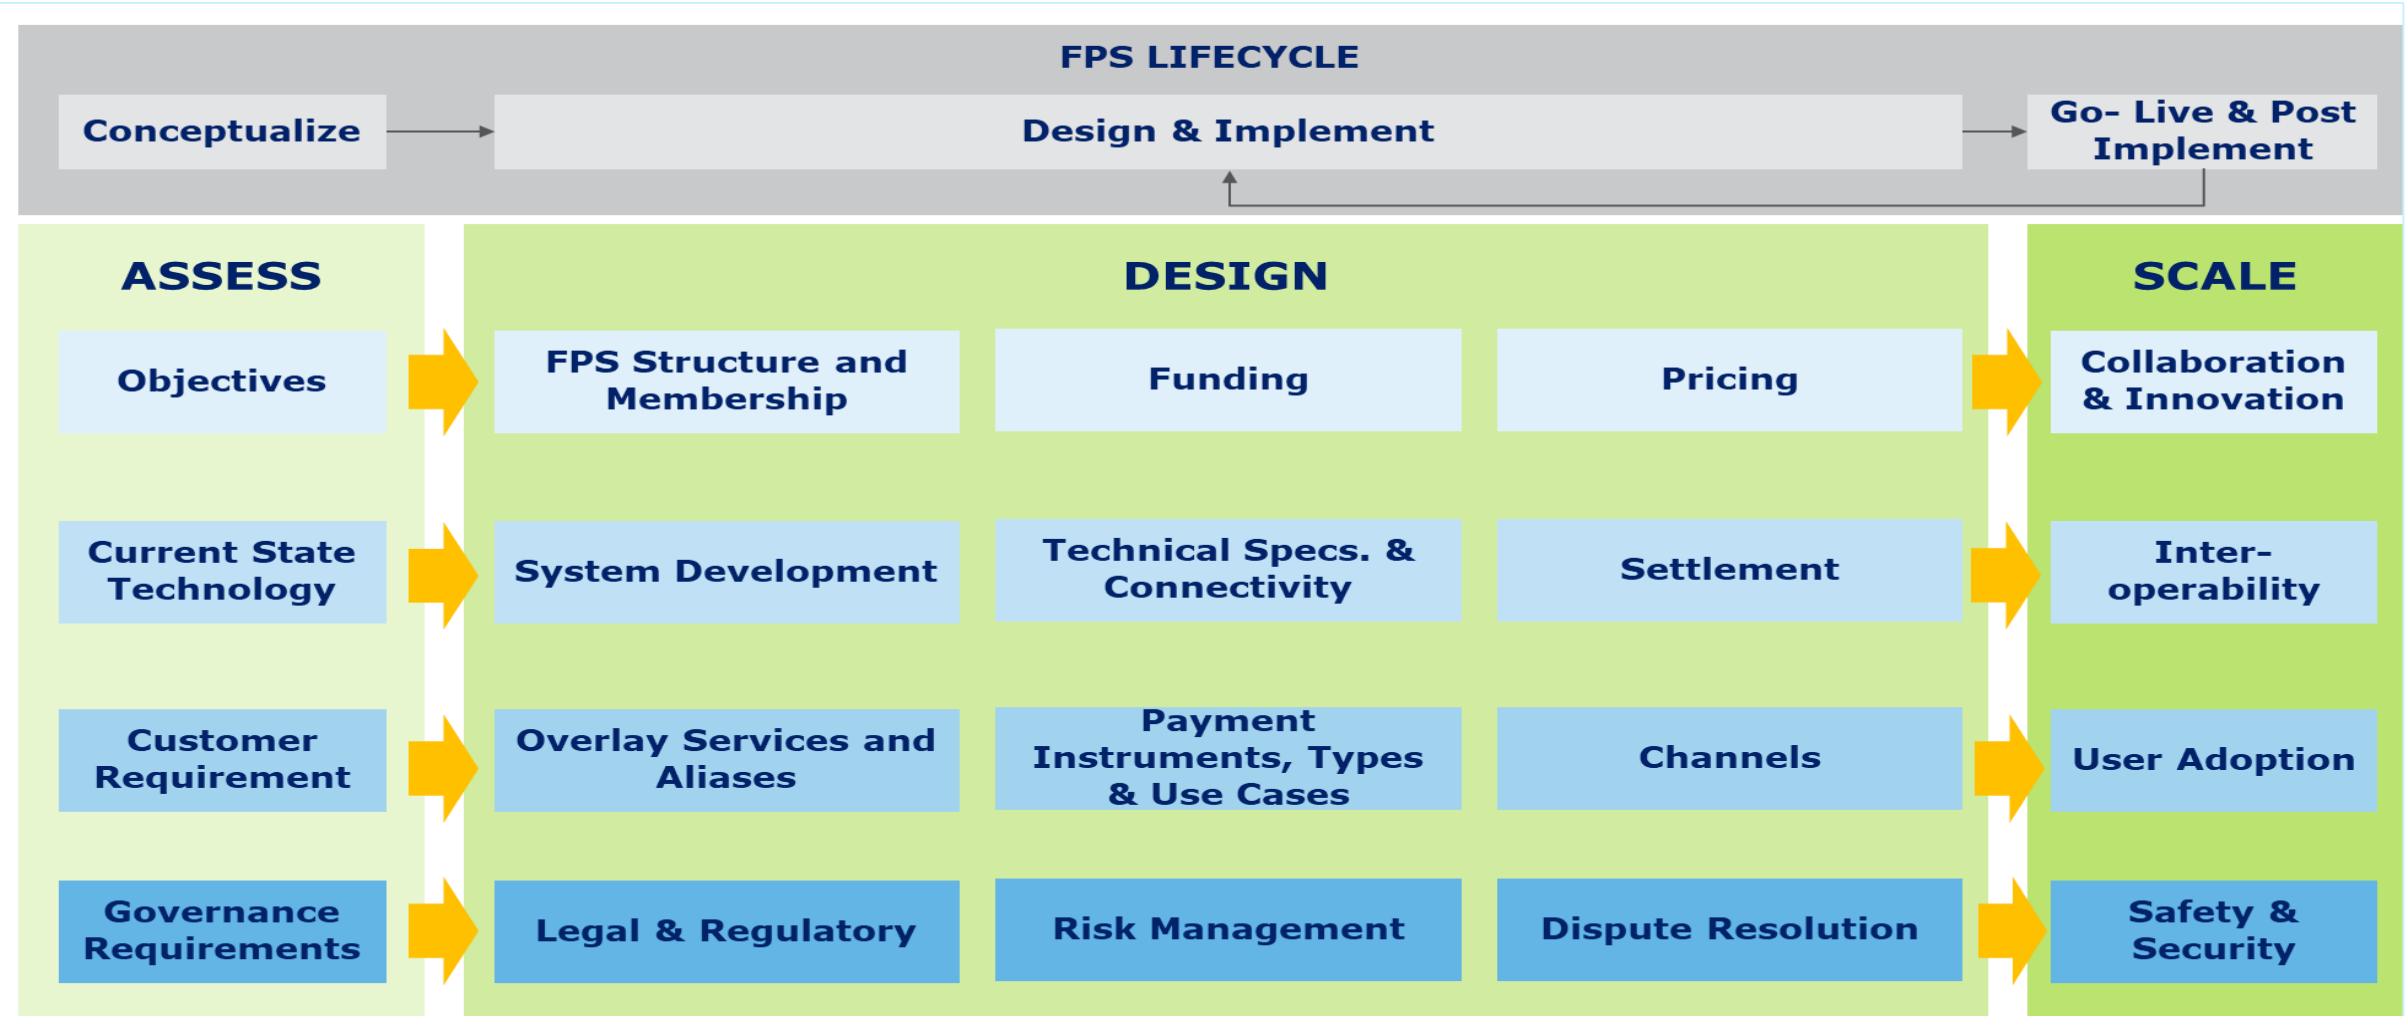 FPS LIFECYCLE
Conceptualize
Design & Implement
Go- Live & Post
Implement
ASSESS
DESIGN
SCALE
Objectives
FPS Structure and
Membership
Funding
Pricing
Collaboration
& Innovation
Current State
Technology
System Development
Technical Specs. &
Connectivity
Settlement
Inter-
operability
Customer
Requirement
Overlay Services and
Aliases
Payment
Instruments, Types
& Use Cases
Channels
User Adoption
Governance
Requirements
Legal & Regulatory
Risk Management
Dispute Resolution
Safety &
Security